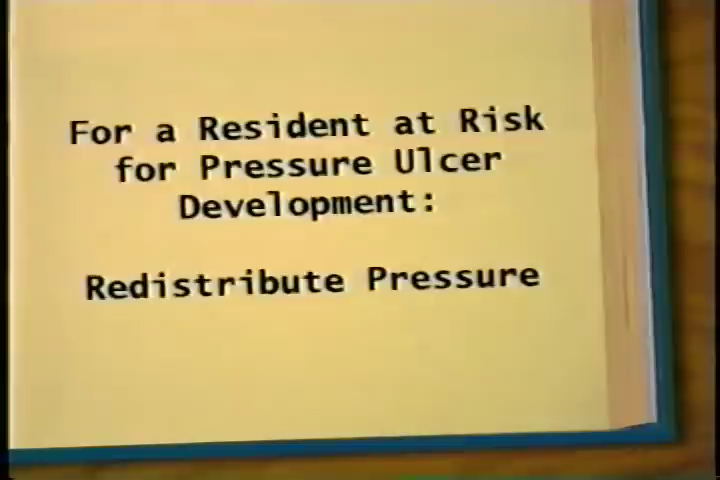 For a Resident at Risk
for Pressure Ulcer
Development:
Redistribute Pressure